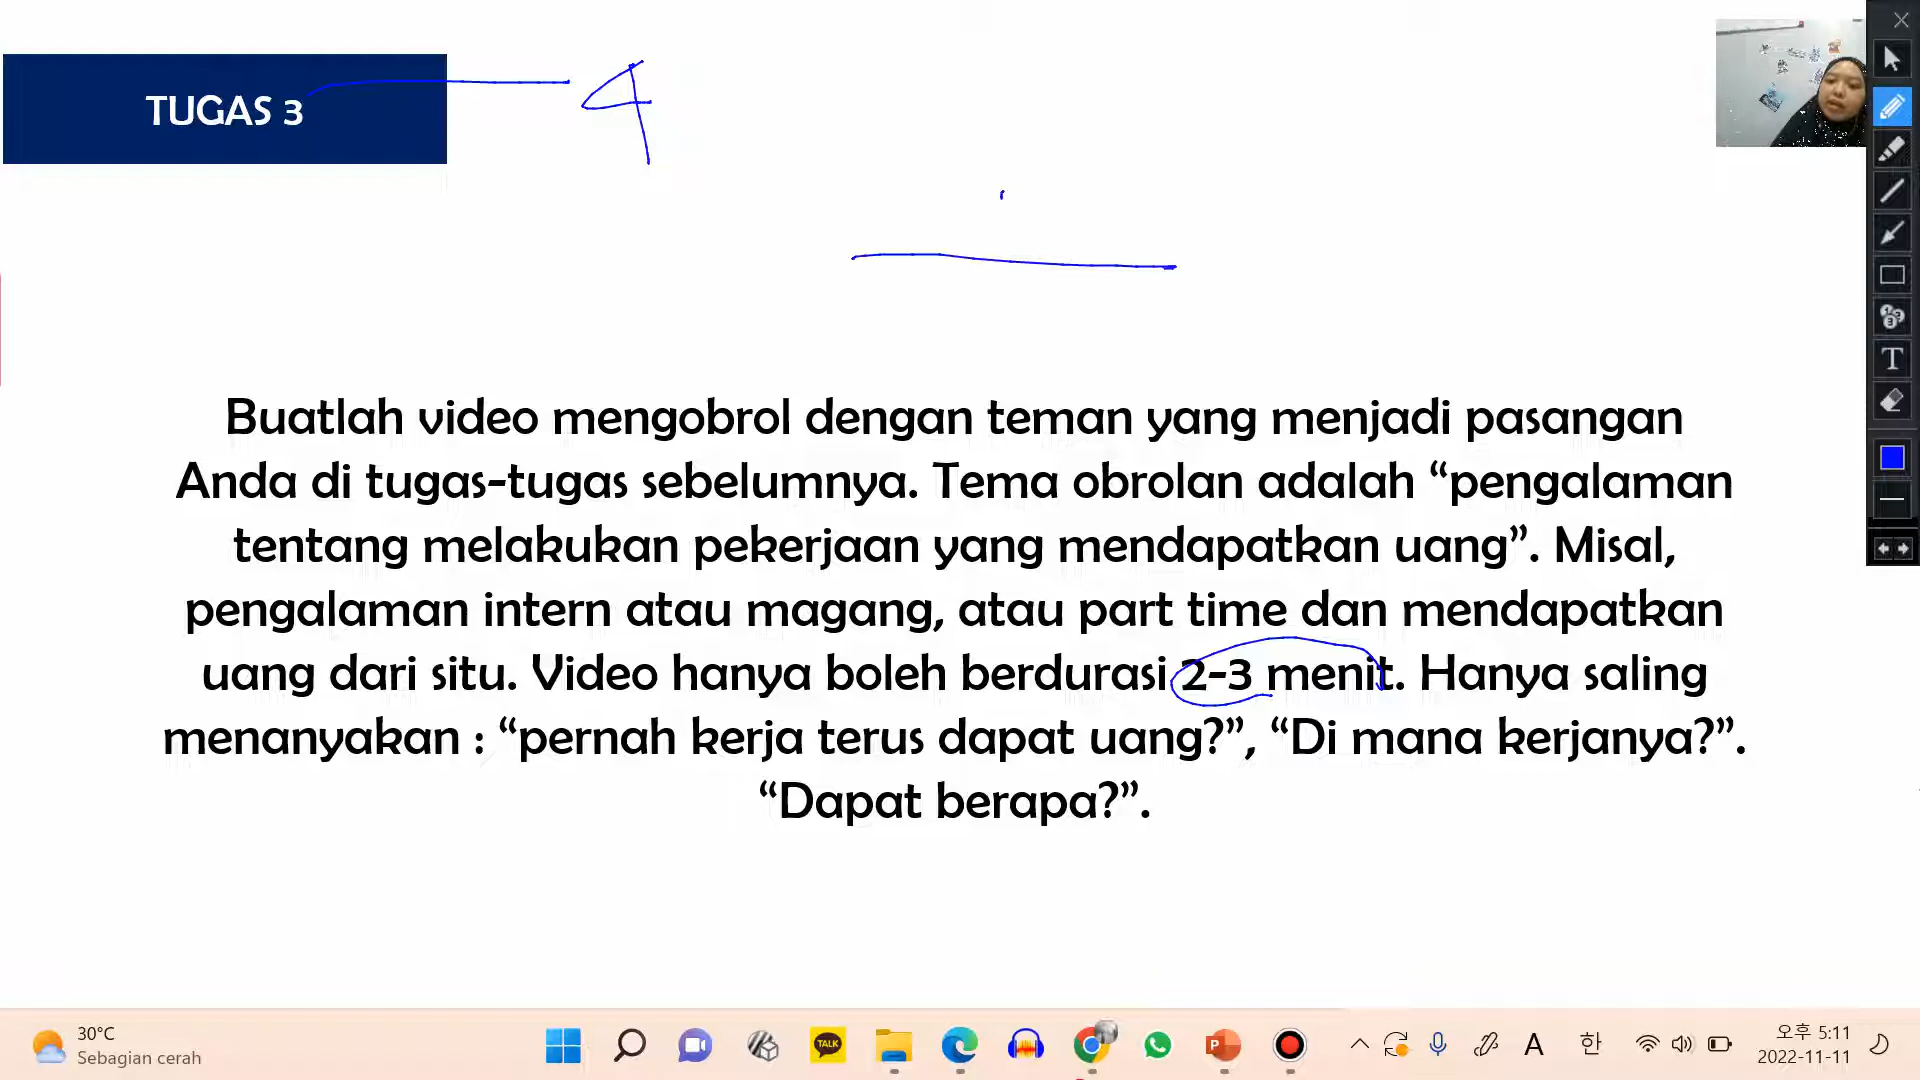 TUGAS 3
4
Buatlah video mengobrol dengan teman yang menjadi pasangan
Anda di tugas-tugas sebelumnya. Tema obrolan adalah “pengalaman
tentang melakukan pekerjaan yang mendapatkan uang”. Misal,
pengalaman intern atau magang, atau part time dan mendapatkan
uang dari situ. Video hanya boleh berdurasi 2-3 menit. Hanya saling
menanyakan : “pernah kerja terus dapat uang?”, “Di mana kerjanya?”.
“Dapat berapa?”.
T
30°C
Sebagian cerah
TALK
P
A
한
오후 5:11
2022-11-11